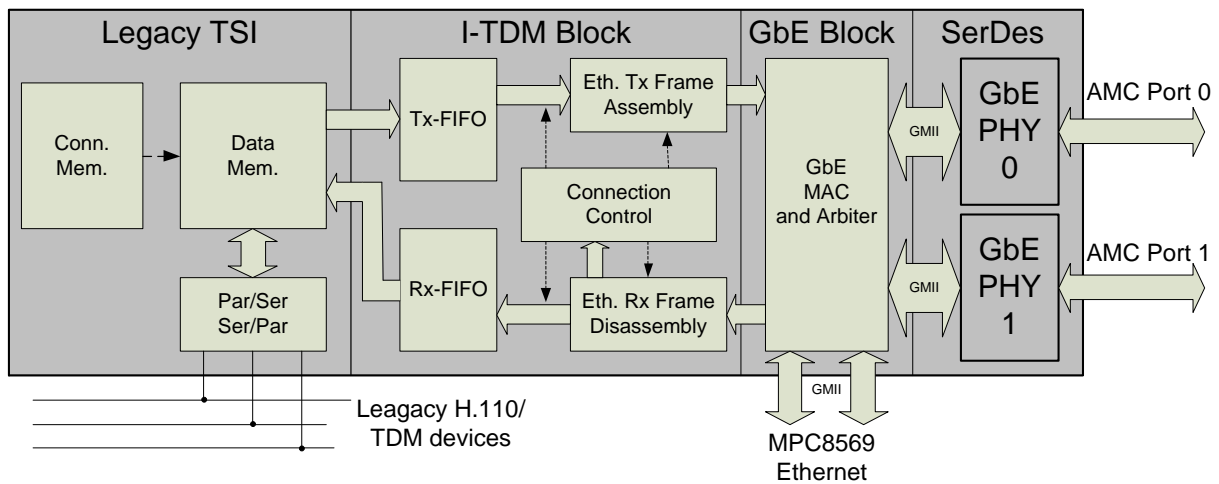 Legacy TSI
I-TDM Block
GbE Block
SerDes
Conn.
Mem.
Data
Mem.
Par/Ser
Ser/Par
Tx-FIFO
Rx-FIFO
Eth. Tx Frame
Assembly
Connection
Control
Eth. Rx Frame
Disassembly
GbE
MAC
and Arbiter
GMII
GMII
GbE
PHY
0
GbE
PHY
1
AMC Port 0
AMC Port 1
Leagacy H.110/
TDM devices
GMII
MPC8569
Ethernet